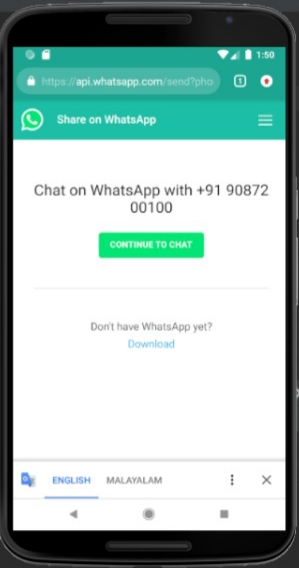 1:50
https://api.whatsapp.com/send?pho
1
Share on WhatsApp
Chat on WhatsApp with +91 90872
00100
CONTINUE TO CHAT
Don't have WhatsApp yet?
Download
ENGLISH MALAYALAM